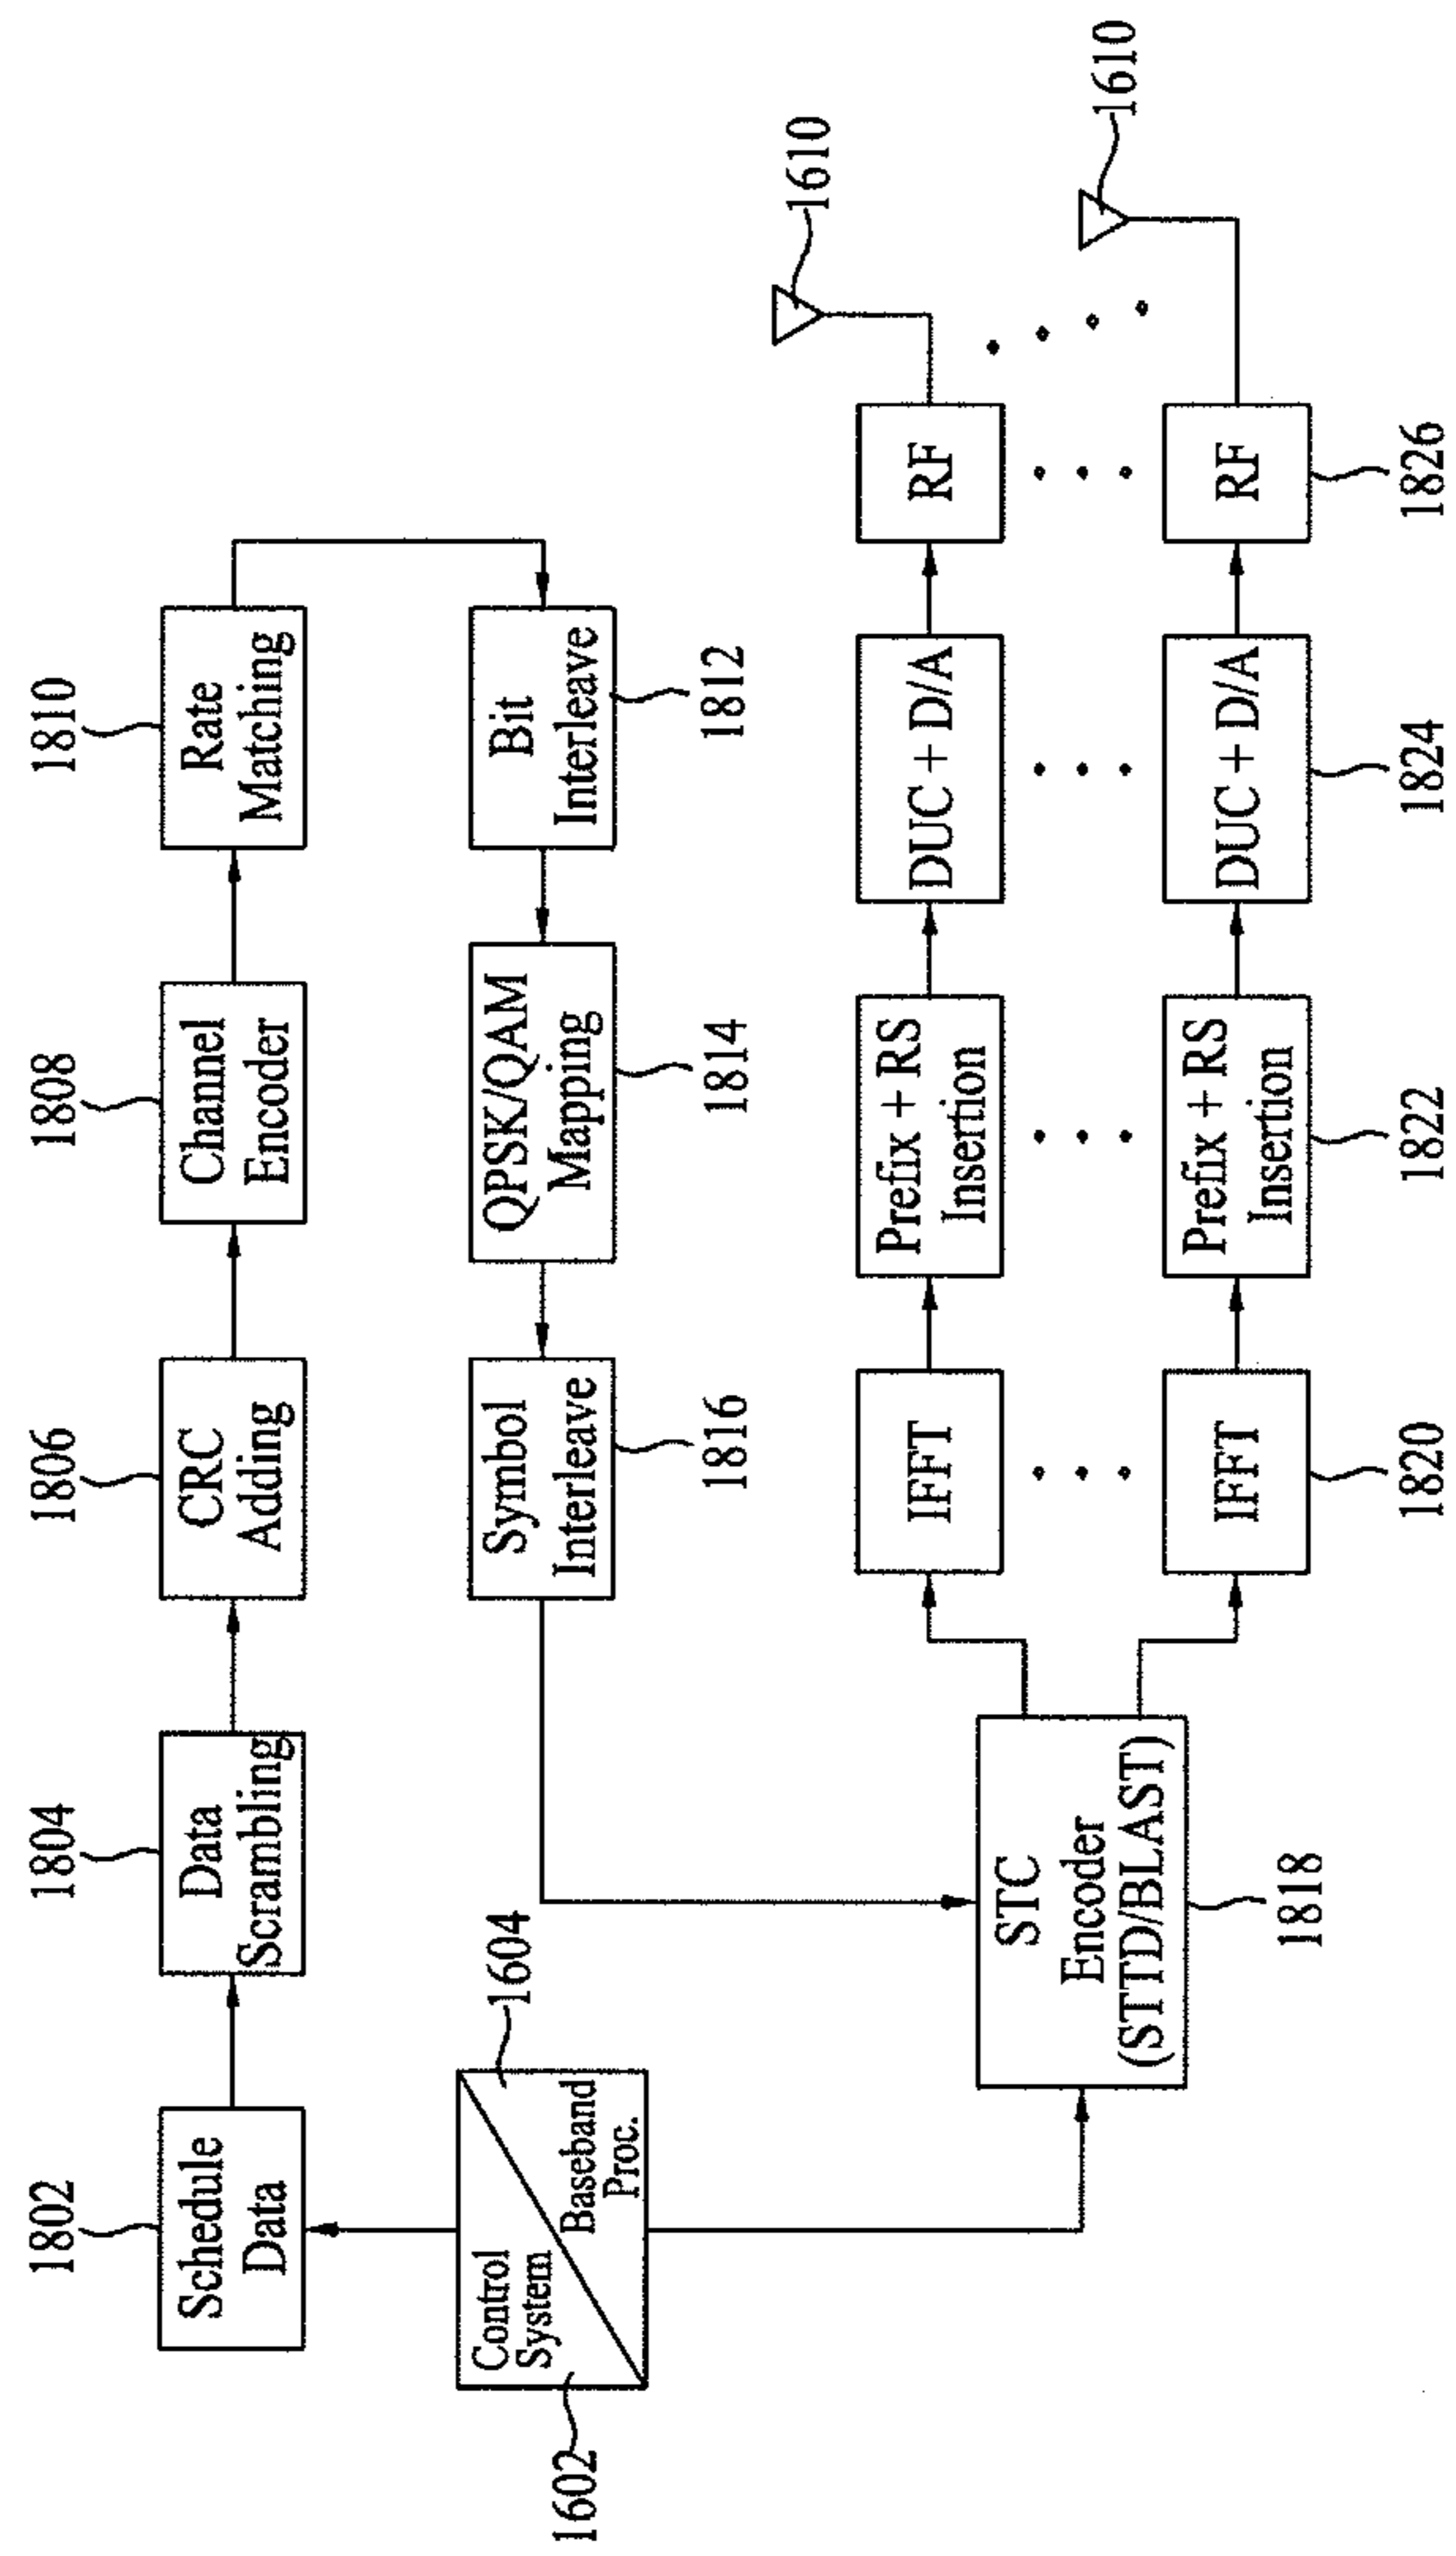 1802
1804
1806
1808
1810
Schedule
Data
Data
Scrambling
CRC
Adding
Channel
Encoder
Rate
Matching
1602
Control
System
Baseband
Proc.
1604
Symbol
Interleave
QPSK/QAM
Mapping
Bit
Interleave
1816
1814
1812
STC
Encoder
(STTD/BLAST)
1818
IFFT
Prefix + RS
Insertion
DUC + D/A
RF
1610
IFFT
Prefix + RS
Insertion
DUC + D/A
RF
1610
1820
1822
1824
1826